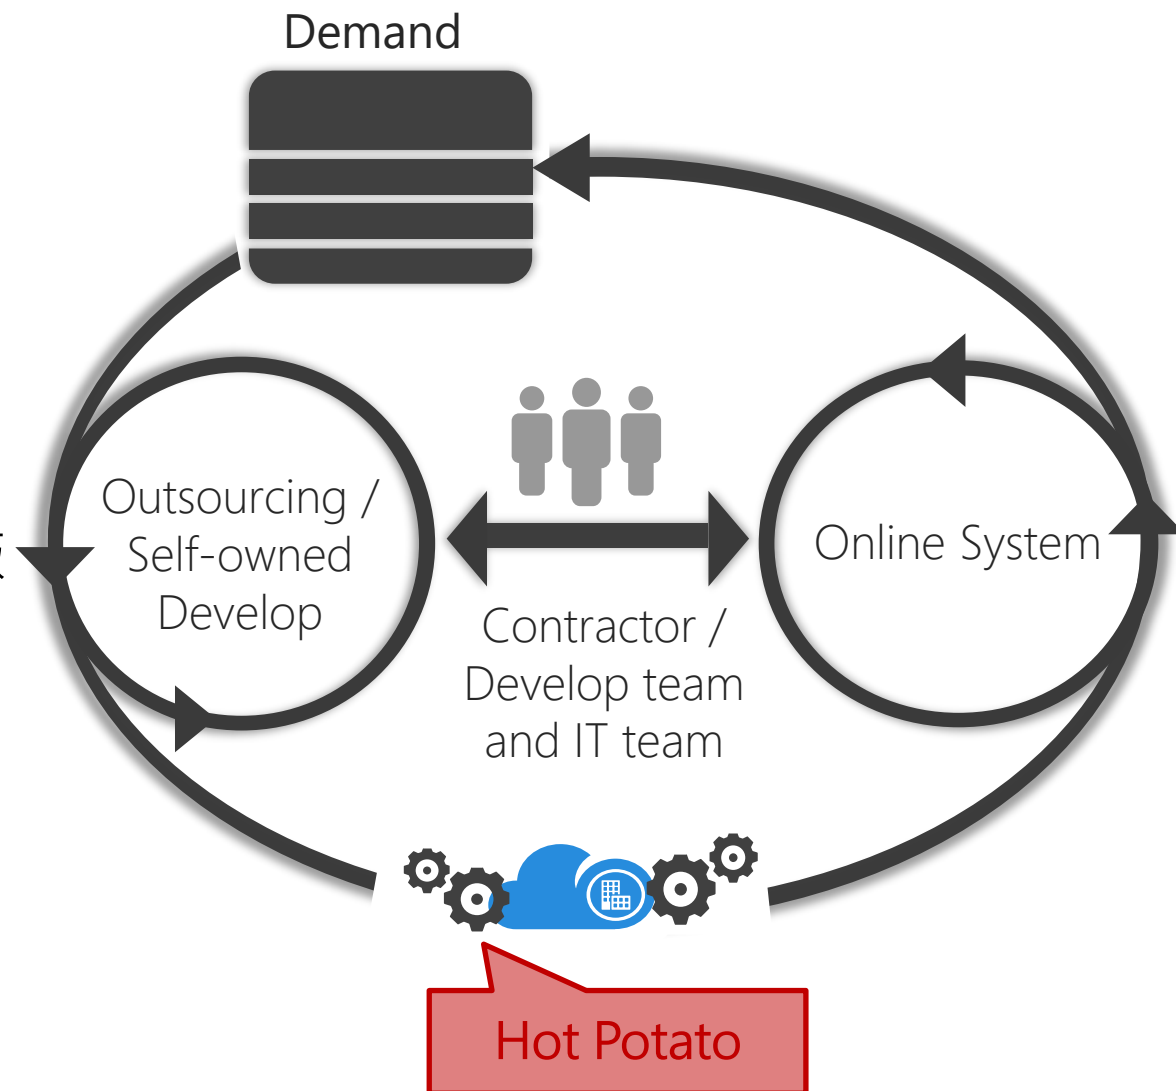 Demand
Outsourcing /
Self-owned
Develop
Online System
Contractor /
Develop team
and IT team
Hot Potato